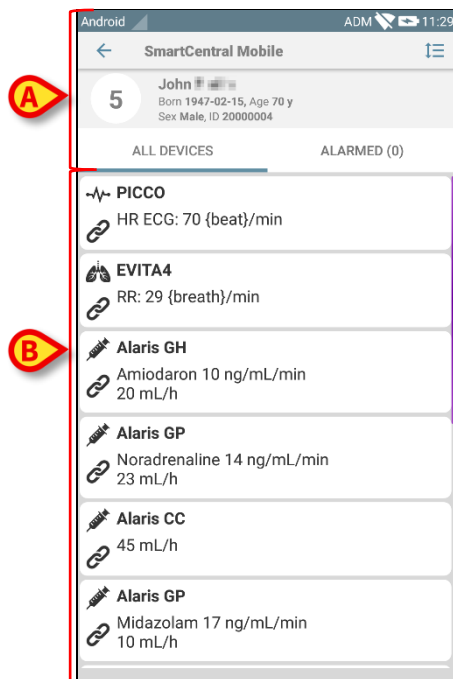 Android ADM 11:29
SmartCentral Mobile
5
John
Born 1947-02-15, Age 70 y
Sex Male, ID 20000004
ALL DEVICES ALARMED (0)
A
PICCO
HR ECG: 70 {beat}/min
EVITA4
RR: 29 {breath}/min
B
Alaris GH
Amiodaron 10 ng/mL/min
20 mL/h
Alaris GP
Noradrenaline 14 ng/mL/min
23 mL/h
Alaris CC
45 mL/h
Alaris GP
Midazolam 17 ng/mL/min
10 mL/h